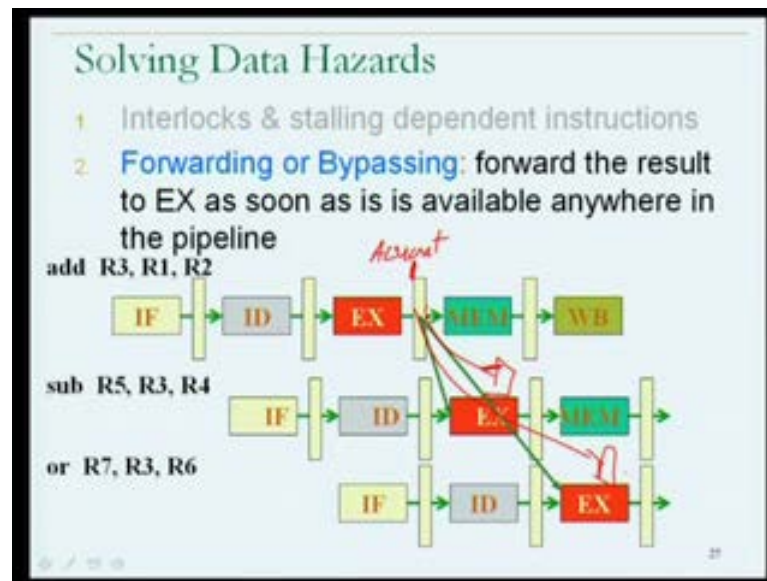 Solving Data Hazards
1. Interlocks & stalling dependent instructions
2. Forwarding or Bypassing: forward the result
to EX as soon as is is available anywhere in
the pipeline
add R3, R1, R2
IF ID EX MEM WB
sub R5, R3, R4
IF ID EX MEM
or R7, R3, R6
IF ID EX